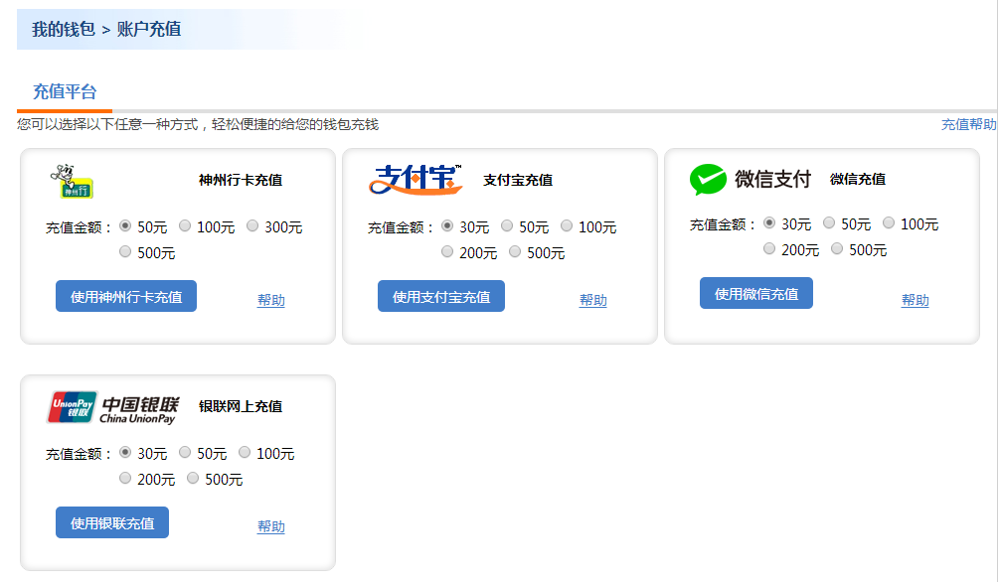 我的钱包 > 账户充值
充值平台
您可以选择以下任意一种方式，轻松便捷的给您的钱包充钱
充值帮助
神州行
神州行卡充值
充值金额： 50元 100元 300元
500元
使用神州行卡充值 帮助
支付宝™ 支付宝充值
充值金额： 30元 50元 100元
200元 500元
使用支付宝充值 帮助
微信支付 微信充值
充值金额： 30元 50元 100元
200元 500元
使用微信充值 帮助
UnionPay 银联 中国银联 China UnionPay 银联网上充值
充值金额： 30元 50元 100元
200元 500元
使用银联充值 帮助